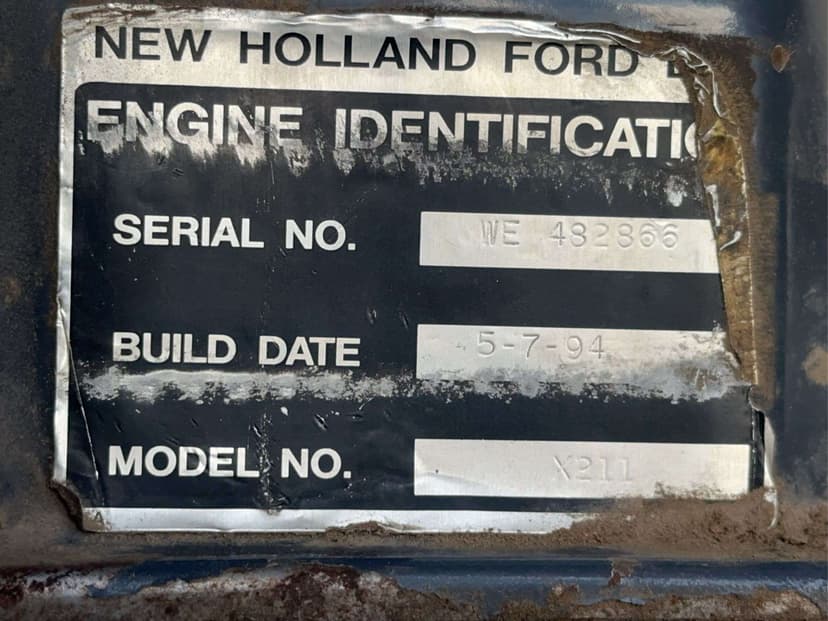 NEW HOLLAND FORD
ENGINE IDENTIFICATI
SERIAL NO. WE 482866
BUILD DATE 5-7-94
MODEL NO. X211